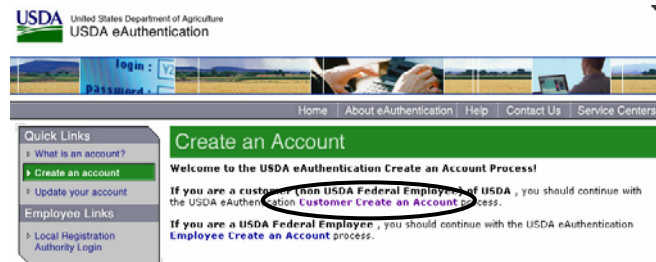 USDA United States Department of Agriculture
USDA eAuthentication
login :
password :
Home About eAuthentication Help Contact Us Service Centers
Quick Links
What is an account?
Create an account
Update your account
Employee Links
Local Registration
Authority Login
Create an Account
Welcome to the USDA eAuthentication Create an Account Process!
If you are a customer (non USDA Federal Employee) of USDA , you should continue with
the USDA eAuthentication Customer Create an Account process.
If you are a USDA Federal Employee , you should continue with the USDA eAuthentication
Employee Create an Account process.